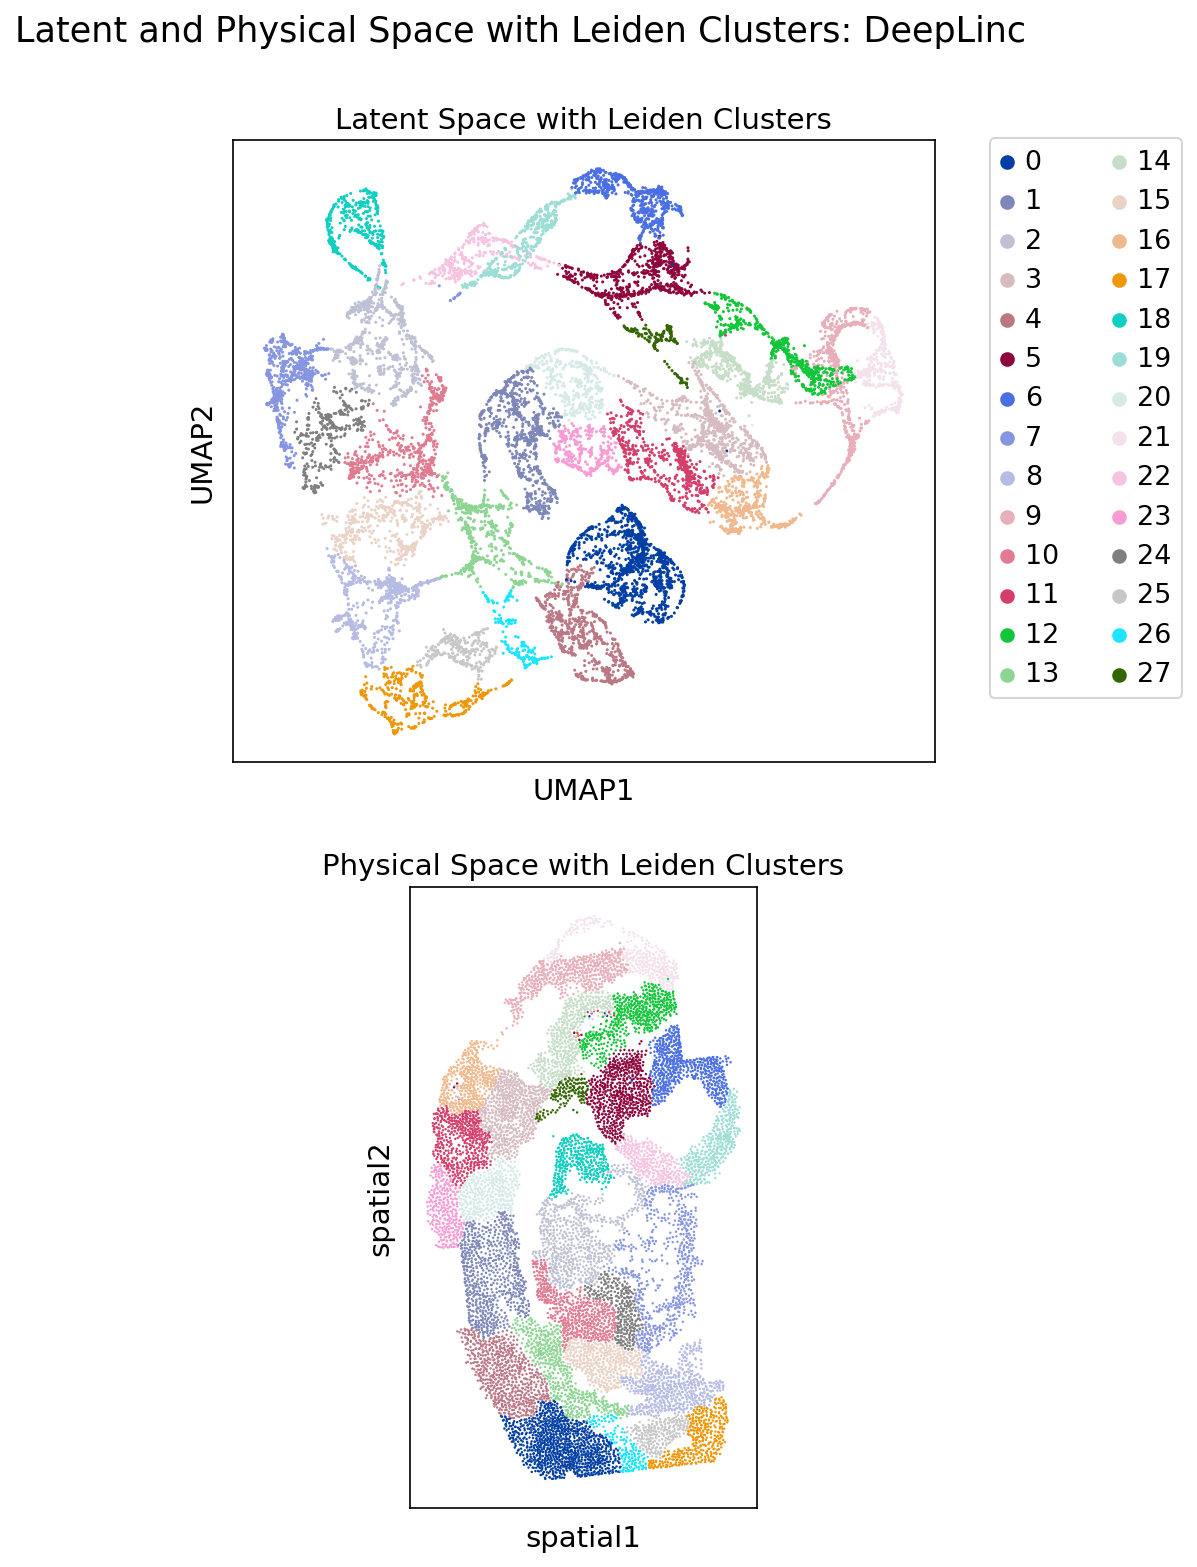 Latent and Physical Space with Leiden Clusters: DeepLinc
Latent Space with Leiden Clusters
UMAP2
UMAP1
0 14
1 15
2 16
3 17
4 18
5 19
6 20
7 21
8 22
9 23
10 24
11 25
12 26
13 27
Physical Space with Leiden Clusters
spatial2
spatial1